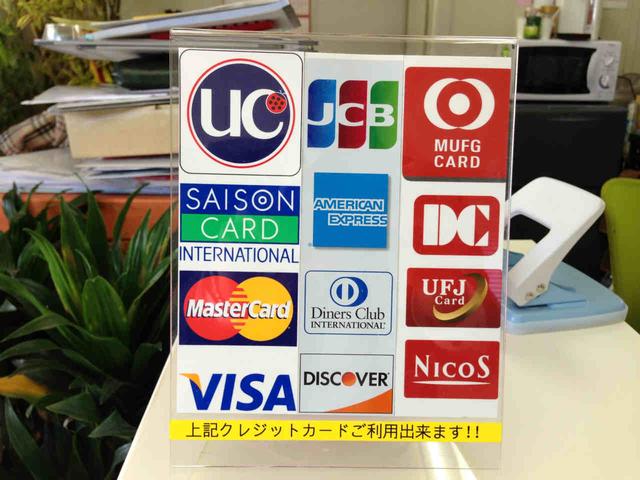 UC
SAISON
CARD
INTERNATIONAL
MasterCard
VISA
JCB
AMERICAN
EXPRESS
Diners Club
INTERNATIONAL
DISCOVER
MUFG
CARD
DC
UFJ
Card
NICOS
上記クレジットカードご利用出来ます!!